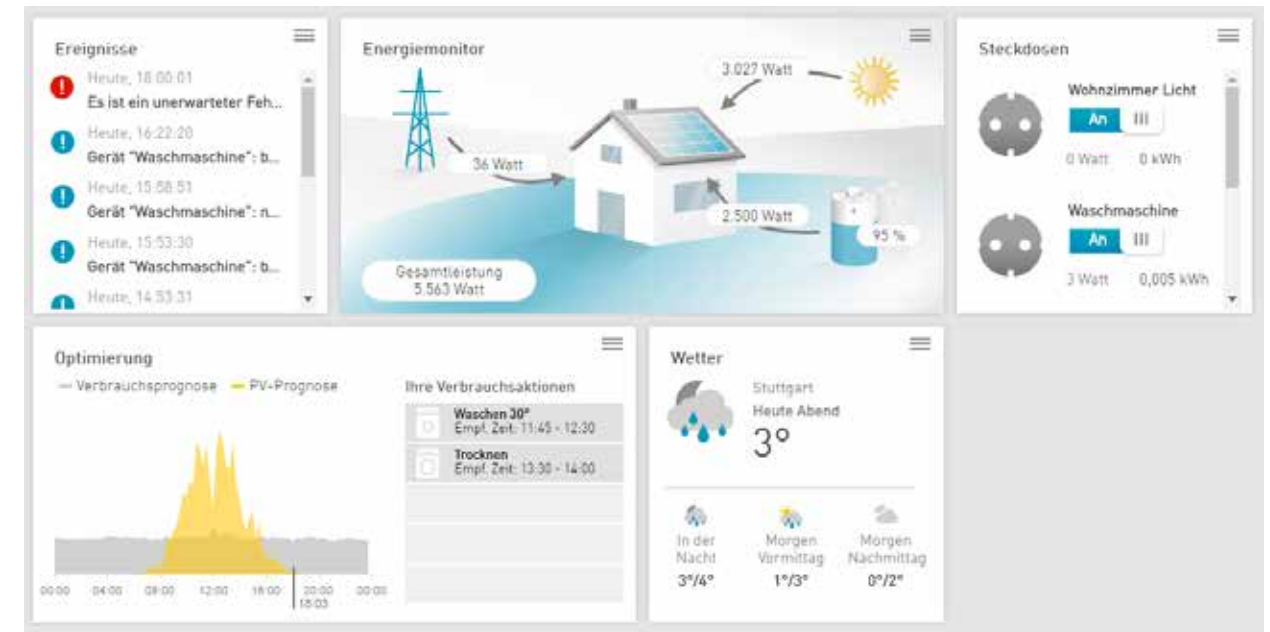 Ereignisse
Heute, 18:00:01
Es ist ein unerwarteter Feh...
Heute, 16:22:20
Gerät "Waschmaschine": b...
Heute, 15:58:51
Gerät "Waschmaschine": n...
Heute, 15:53:30
Gerät "Waschmaschine": b...
Heute, 14:53:31
Energiemonitor
3.027 Watt
36 Watt
2.500 Watt
95 %
Gesamtleistung
5.563 Watt
Steckdosen
Wohnzimmer Licht
An
0 Watt 0 kWh
Waschmaschine
An
3 Watt 0,005 kWh
Optimierung
Verbrauchsprognose PV-Prognose
00:00 04:00 08:00 12:00 16:00 20:00 00:00
18:03
Ihre Verbrauchsaktionen
Waschen 30°
Empf. Zeit: 11:45 - 12:30
Trocknen
Empf. Zeit: 13:30 - 14:00
Wetter
Stuttgart
Heute Abend
3°
In der Nacht
3°/4°
Morgen Vormittag
1°/3°
Morgen Nachmittag
0°/2°